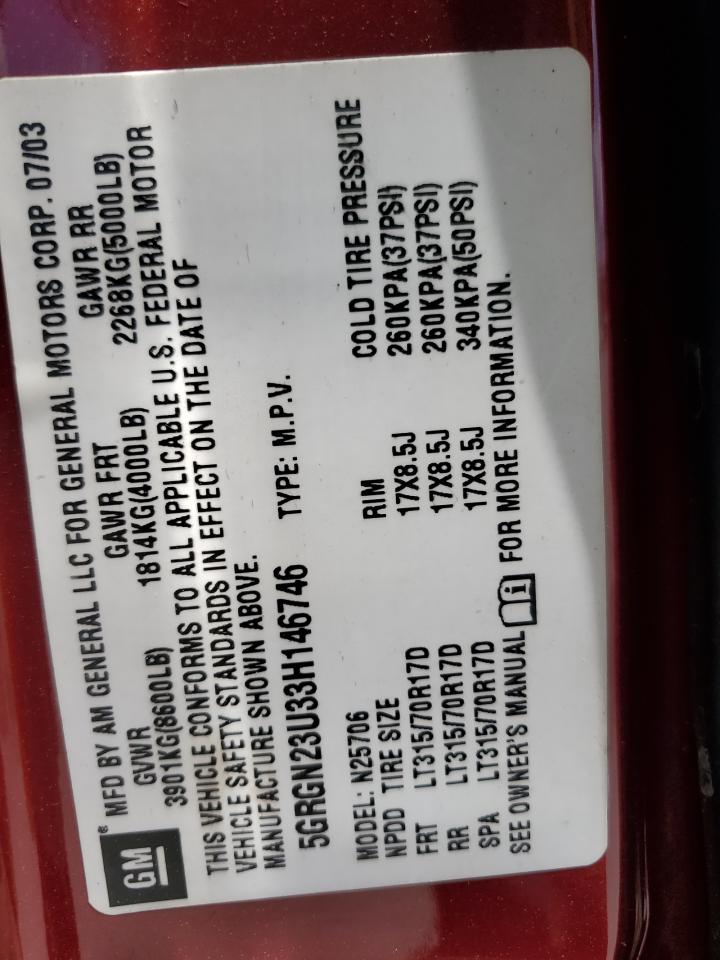 GM® MFD BY AM GENERAL LLC FOR GENERAL MOTORS CORP. 07/03
GVWR GAWR FRT GAWR RR
3901KG(8600LB) 1814KG(4000LB) 2268KG(5000LB)
THIS VEHICLE CONFORMS TO ALL APPLICABLE U.S. FEDERAL MOTOR
VEHICLE SAFETY STANDARDS IN EFFECT ON THE DATE OF
MANUFACTURE SHOWN ABOVE.
5GRGN23U33H146746 TYPE: M.P.V.
MODEL: N25706
NPDD TIRE SIZE RIM COLD TIRE PRESSURE
FRT LT315/70R17D 17X8.5J 260KPA(37PSI)
RR LT315/70R17D 17X8.5J 260KPA(37PSI)
SPA LT315/70R17D 17X8.5J 340KPA(50PSI)
SEE OWNER'S MANUAL i FOR MORE INFORMATION.